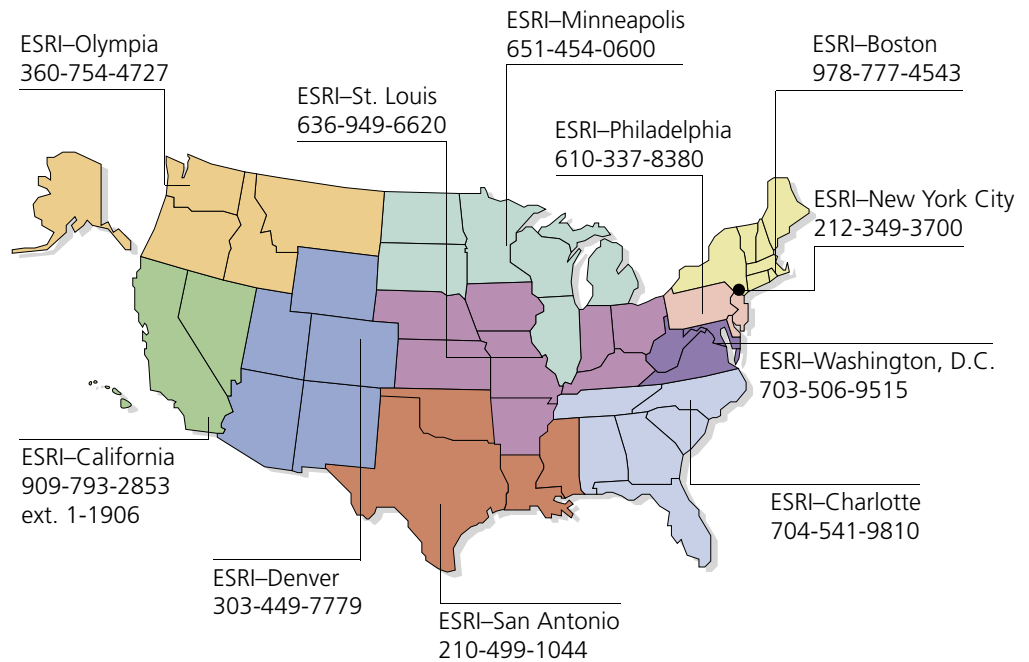 ESRI–Olympia
360-754-4727
ESRI–Minneapolis
651-454-0600
ESRI–Boston
978-777-4543
ESRI–St. Louis
636-949-6620
ESRI–Philadelphia
610-337-8380
ESRI–New York City
212-349-3700
ESRI–Washington, D.C.
703-506-9515
ESRI–California
909-793-2853
ext. 1-1906
ESRI–Charlotte
704-541-9810
ESRI–Denver
303-449-7779
ESRI–San Antonio
210-499-1044